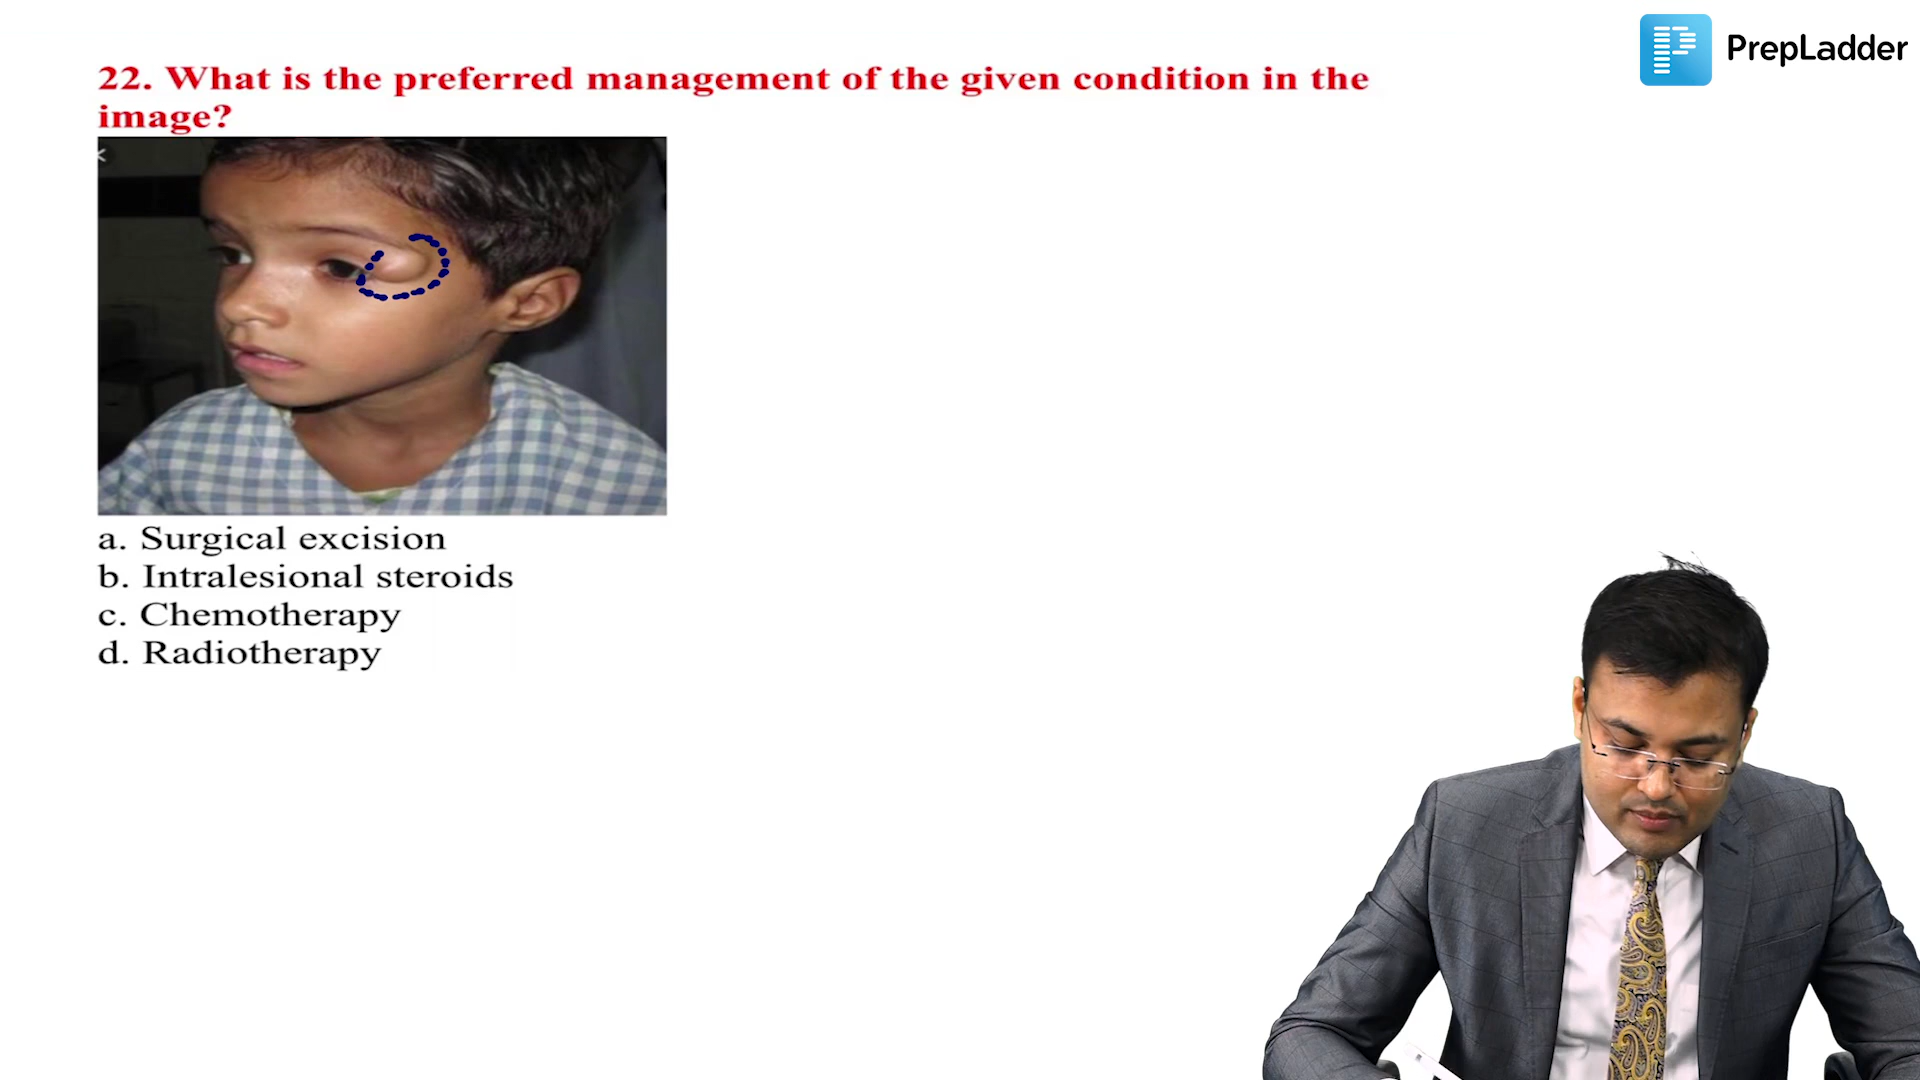 PrepLadder
22. What is the preferred management of the given condition in the
image?
a. Surgical excision
b. Intralesional steroids
c. Chemotherapy
d. Radiotherapy